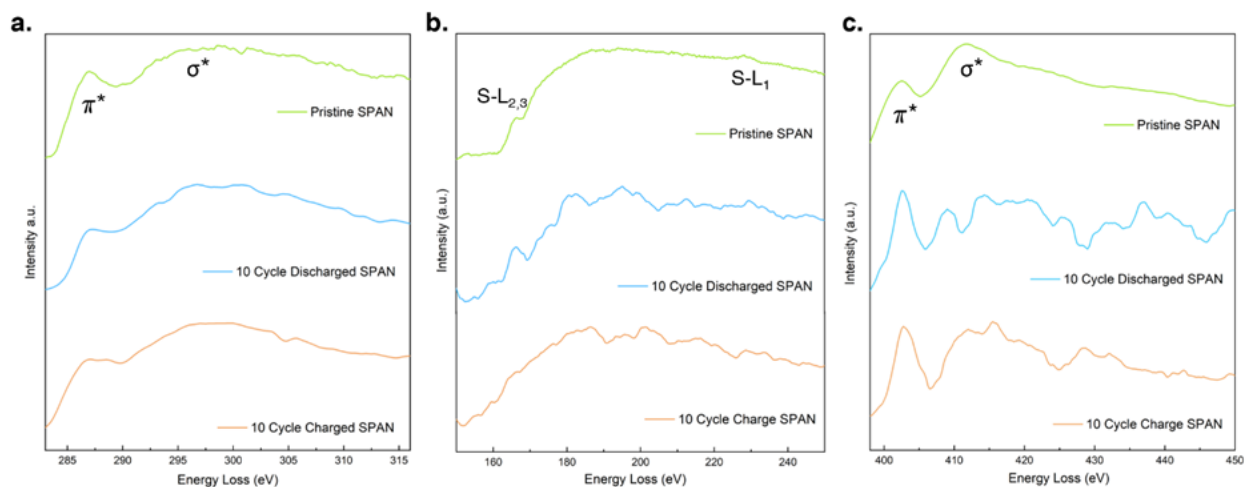 a.
π*
σ*
Pristine SPAN
10 Cycle Discharged SPAN
10 Cycle Charged SPAN
Intensity a.u.
285 290 295 300 305 310 315
Energy Loss (eV)
b.
S-L2,3
S-L1
Pristine SPAN
10 Cycle Discharged SPAN
10 Cycle Charge SPAN
Intensity (a.u.)
160 180 200 220 240
Energy Loss (eV)
c.
π*
σ*
Pristine SPAN
10 Cycle Discharged SPAN
10 Cycle Charge SPAN
Intensity (a.u.)
400 410 420 430 440 450
Energy Loss (eV)